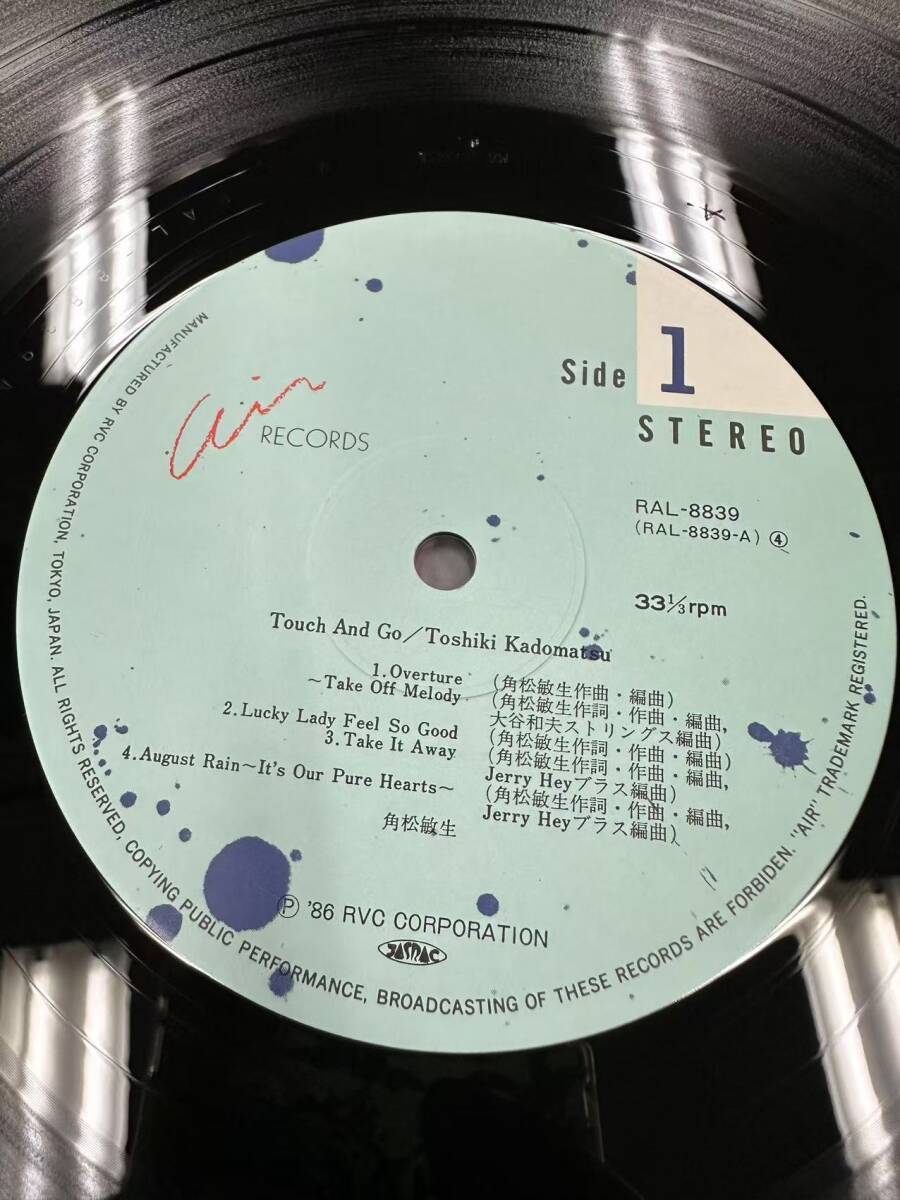 Air
RECORDS
Side 1
STEREO
RAL-8839
(RAL-8839-A) ④
33⅓rpm
Touch And Go／Toshiki Kadomatsu
1.Overture (角松敏生作曲・編曲)
～Take Off Melody (角松敏生作詞・作曲・編曲,
大谷和夫ストリングス編曲)
2.Lucky Lady Feel So Good (角松敏生作詞・作曲・編曲)
3.Take It Away (角松敏生作詞・作曲・編曲,
Jerry Heyブラス編曲)
4.August Rain～It's Our Pure Hearts～ (角松敏生作詞・作曲・編曲,
Jerry Heyブラス編曲)
角松敏生
Ⓟ '86 RVC CORPORATION
JASRAC
MANUFACTURED BY RVC CORPORATION, TOKYO, JAPAN. ALL RIGHTS RESERVED, COPYING PUBLIC PERFORMANCE, BROADCASTING OF THESE RECORDS ARE FORBIDDEN. "AIR" TRADEMARK REGISTERED.